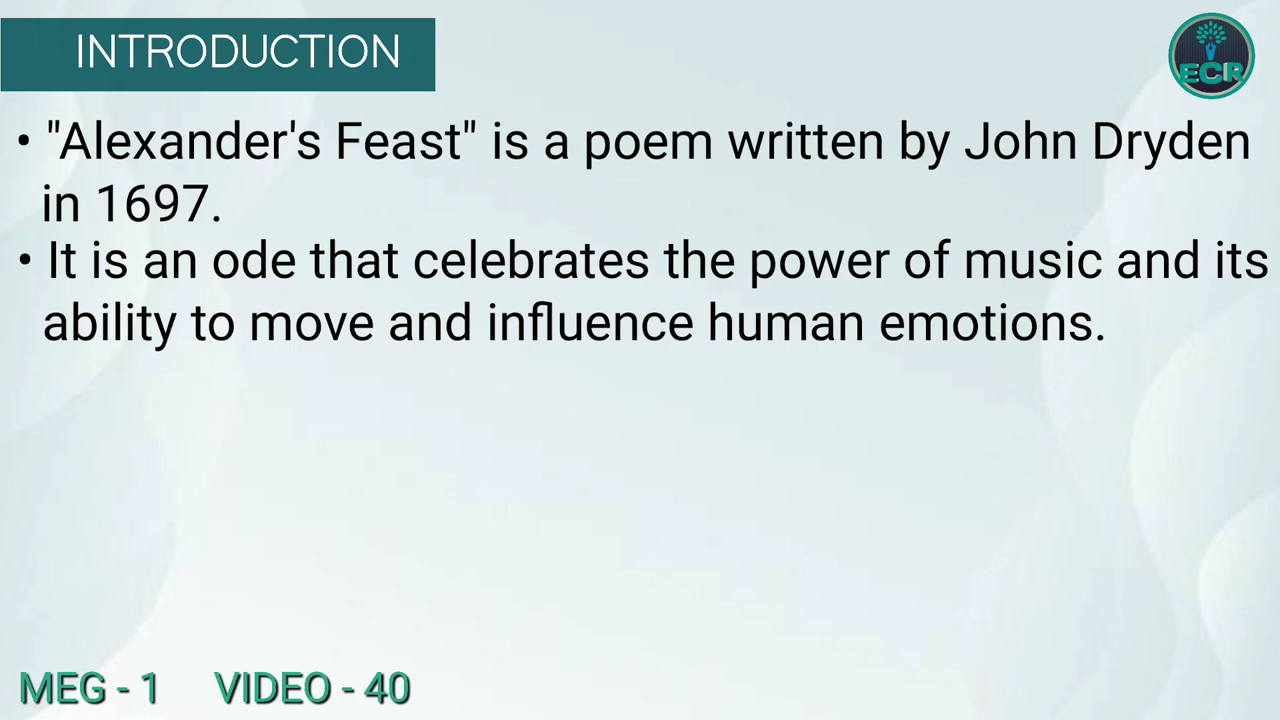 INTRODUCTION
ECR
• "Alexander's Feast" is a poem written by John Dryden
in 1697.
• It is an ode that celebrates the power of music and its
ability to move and influence human emotions.
MEG - 1 VIDEO - 40